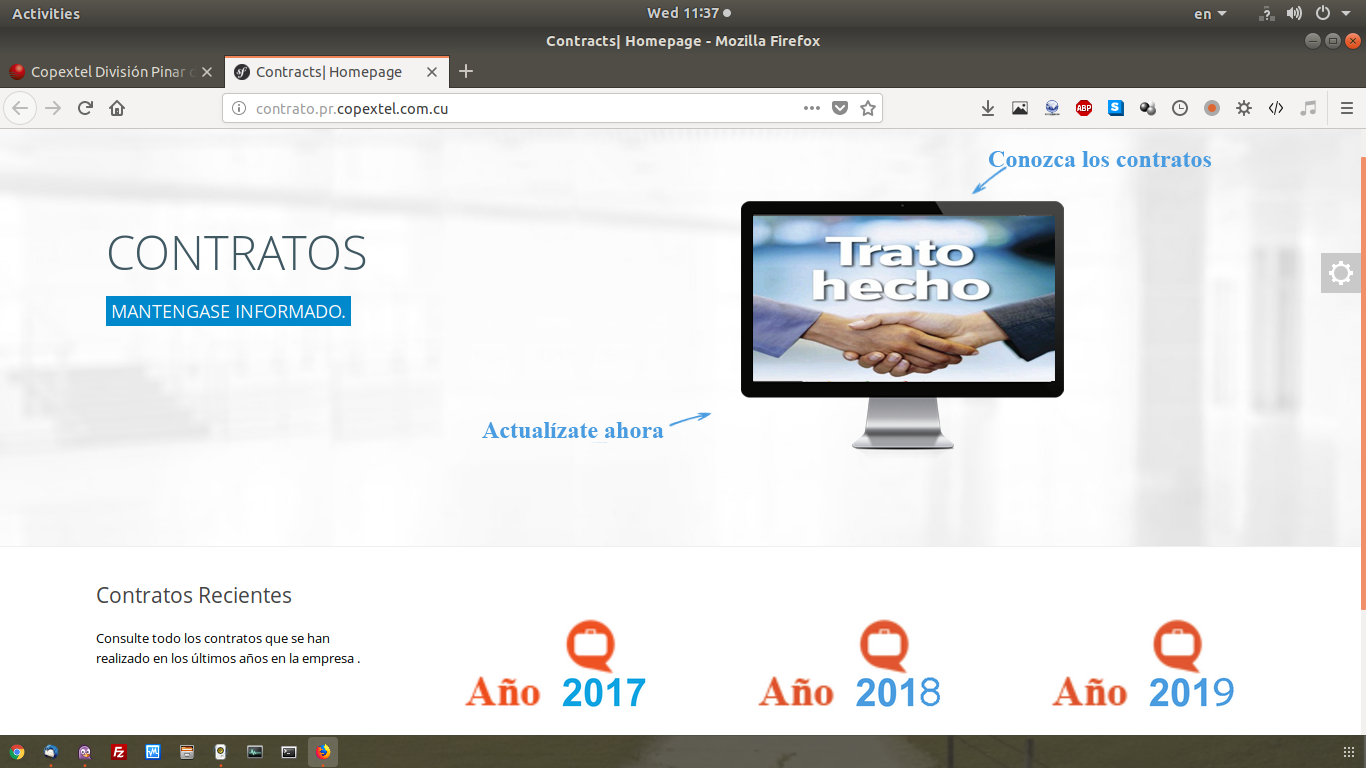 Activities
Wed 11:37
en
Contracts| Homepage - Mozilla Firefox
Copextel División Pinar
Contracts| Homepage
contrato.pr.copextel.com.cu
ABP
S
Conozca los contratos
CONTRATOS
MANTENGASE INFORMADO.
Trato
hecho
Actualízate ahora
Contratos Recientes
Consulte todo los contratos que se han
realizado en los últimos años en la empresa .
Año 2017
Año 2018
Año 2019